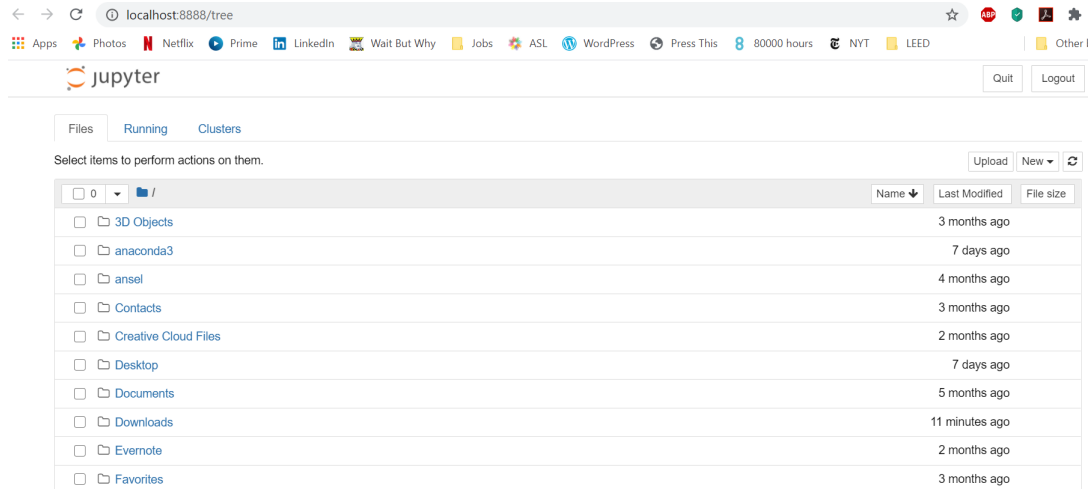 localhost:8888/tree ABP
Apps Photos Netflix Prime LinkedIn Wait But Why Jobs ASL WordPress Press This 80000 hours NYT LEED Other
jupyter Quit Logout
Files Running Clusters
Select items to perform actions on them. Upload New
0 / Name Last Modified File size
3D Objects 3 months ago
anaconda3 7 days ago
ansel 4 months ago
Contacts 3 months ago
Creative Cloud Files 2 months ago
Desktop 7 days ago
Documents 5 months ago
Downloads 11 minutes ago
Evernote 2 months ago
Favorites 3 months ago